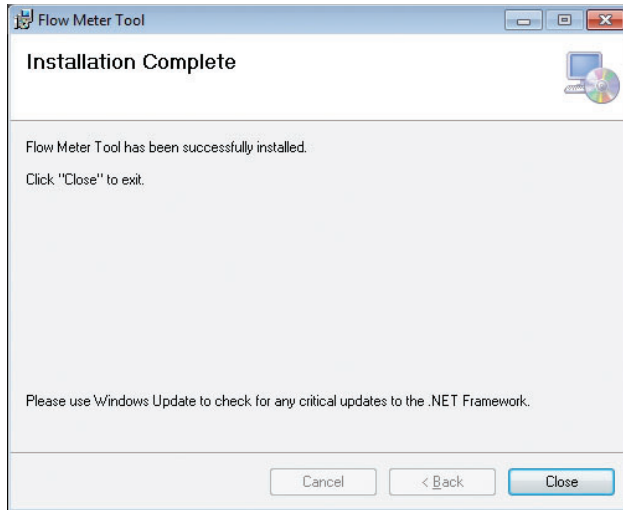 Flow Meter Tool
Installation Complete
Flow Meter Tool has been successfully installed.
Click "Close" to exit.
Please use Windows Update to check for any critical updates to the .NET Framework.
Cancel
< Back
Close